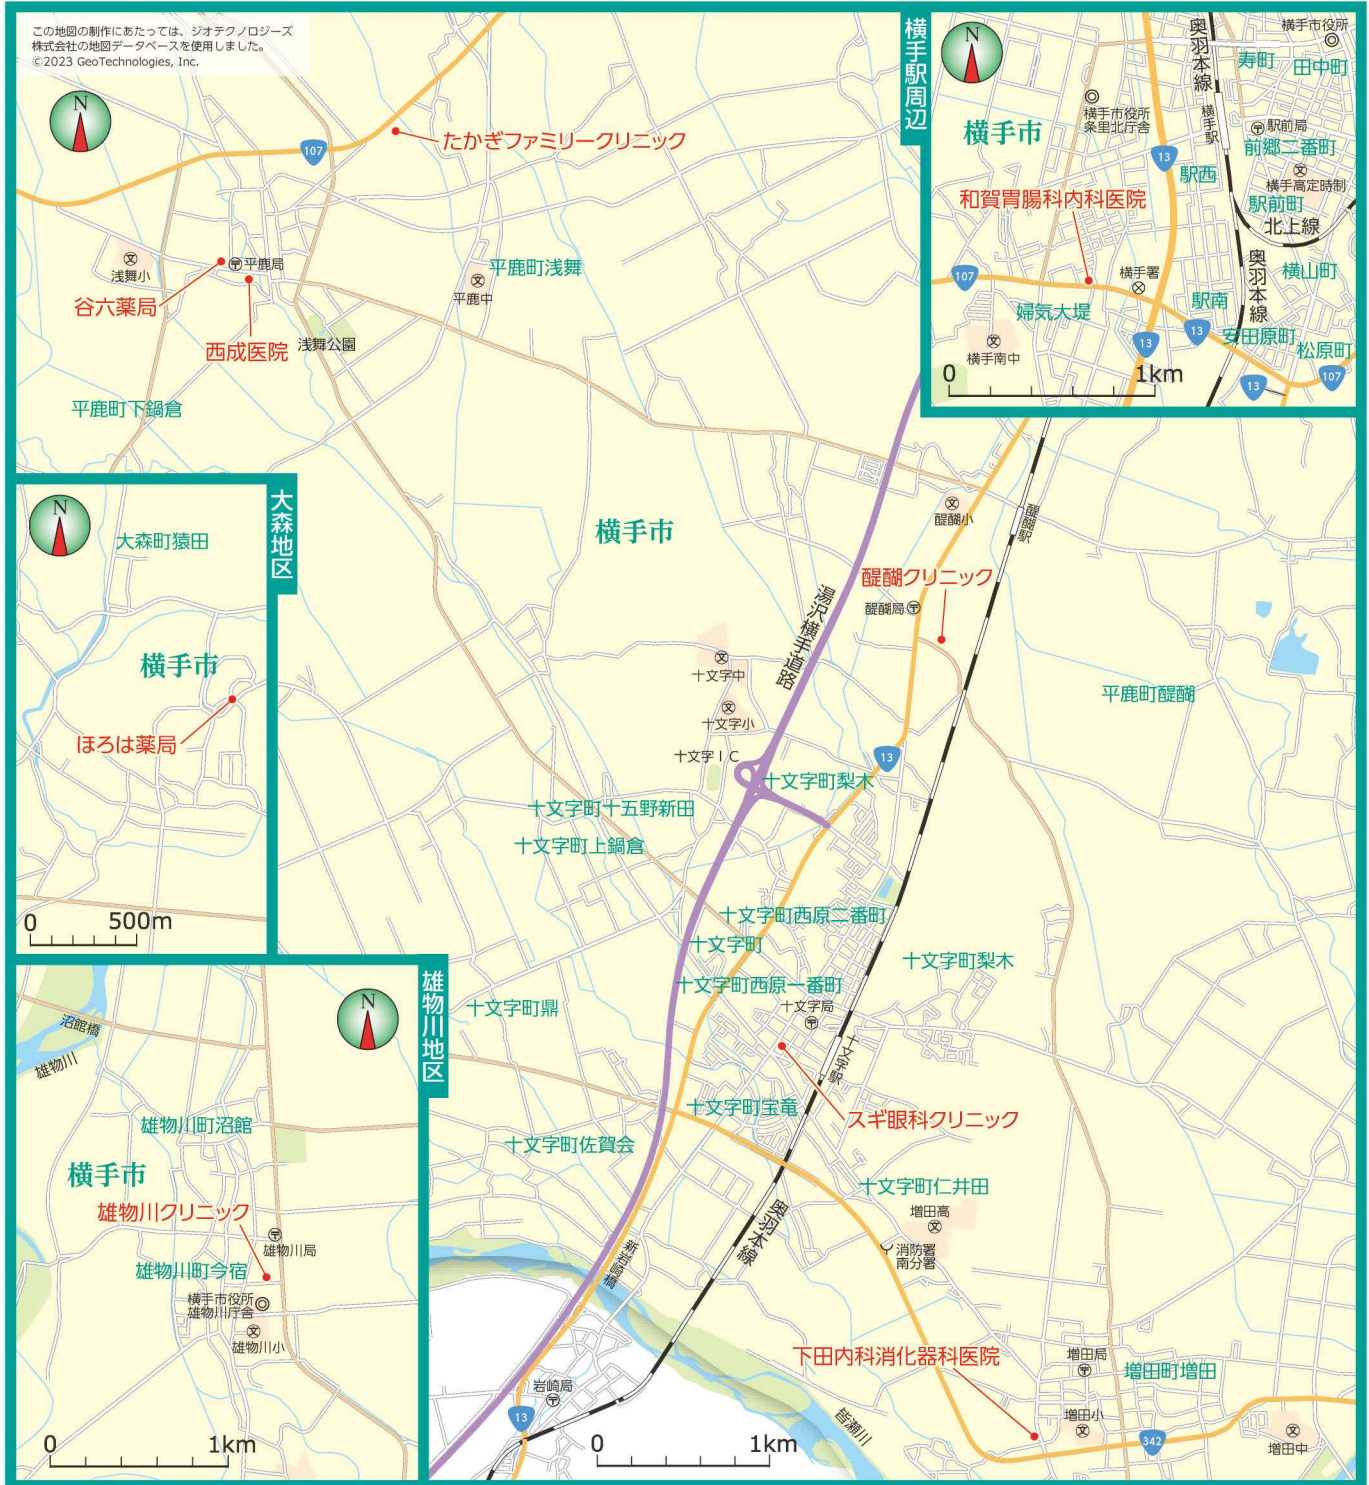 この地図の制作にあたっては、ジオテクノロジーズ
株式会社の地図データベースを使用しました。
©2023 GeoTechnologies, Inc.
N
107
たかぎファミリークリニック
浅舞小
平鹿局
谷六薬局
西成医院
浅舞公園
平鹿中
平鹿町浅舞
平鹿町下鍋倉
横手駅周辺
N
横手市
横手市役所
条里北庁舎
奥羽本線
横手市役所
寿町
田中町
横手駅
駅前局
前郷二番町
13
駅西
横手高定時制
駅前町
北上線
和賀胃腸科内科医院
107
横手署
奥羽本線
横山町
婦気大堤
駅南
13
13
安田原町
松原町
横手南中
107
13
0
1km
大森地区
N
大森町猿田
横手市
ほろは薬局
0
500m
横手市
醍醐小
醍醐駅
醍醐クリニック
醍醐局
湯沢横手道路
十文字中
十文字小
十文字IC
13
平鹿町醍醐
十文字町梨木
十文字町十五野新田
十文字町上鍋倉
十文字町西原二番町
十文字町
十文字町梨木
十文字町西原一番町
十文字町鼎
十文字局
十文字駅
十文字町宝竜
スギ眼科クリニック
十文字町佐賀会
十文字町仁井田
増田高
消防署
南分署
奥羽本線
新岩崎橋
下田内科消化器科医院
増田局
増田町増田
岩崎局
13
皆瀬川
増田小
342
増田中
0
1km
雄物川地区
N
沼館橋
雄物川
雄物川町沼館
横手市
雄物川クリニック
雄物川局
雄物川町今宿
横手市役所
雄物川庁舎
雄物川小
0
1km